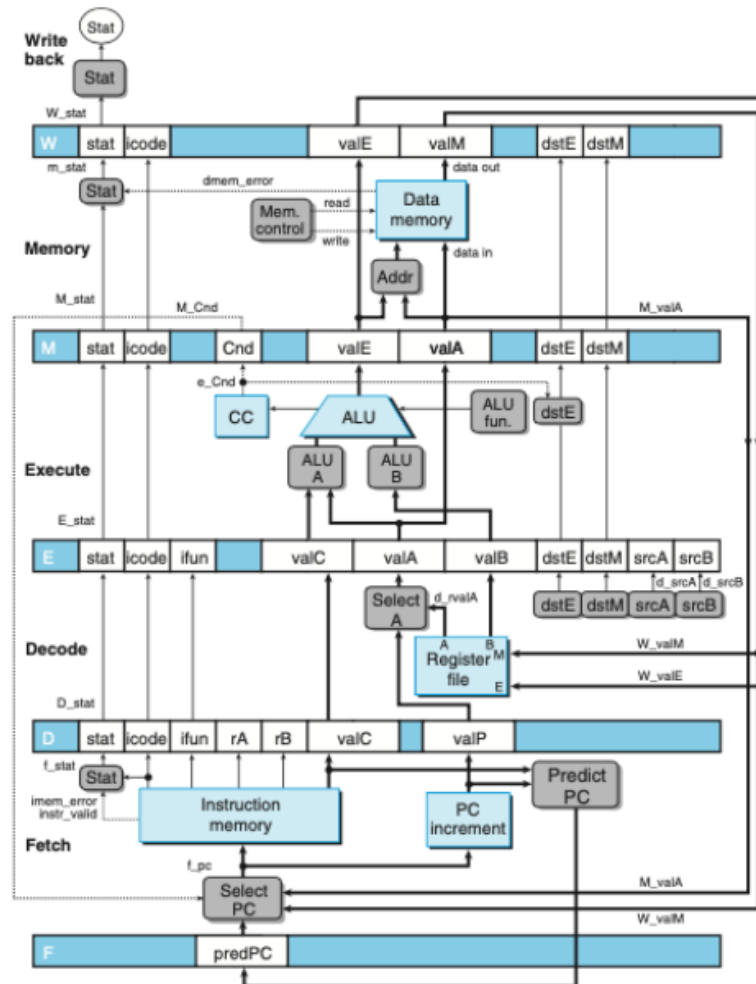 Stat
Write
back
Stat
W_stat
W stat icode valE valM dstE dstM
m_stat
data out
Stat
dmem_error
Data
memory
read
Mem.
control
write
Memory
data in
Addr
M_stat
M_Cnd
M_valA
M stat icode Cnd valE valA dstE dstM
e_Cnd
CC
ALU
ALU
fun.
dstE
ALU
A
ALU
B
Execute
E_stat
E stat icode ifun valC valA valB dstE dstM srcA srcB
d_srcA d_srcB
Select
A
d_rvalA
dstE dstM srcA srcB
A B
M
Register
file
E
W_valM
Decode
W_valE
D_stat
D stat icode ifun rA rB valC valP
f_stat
Stat
Predict
PC
imem_error
instr_valid
Instruction
memory
PC
increment
Fetch
f_pc
Select
PC
M_valA
W_valM
F predPC